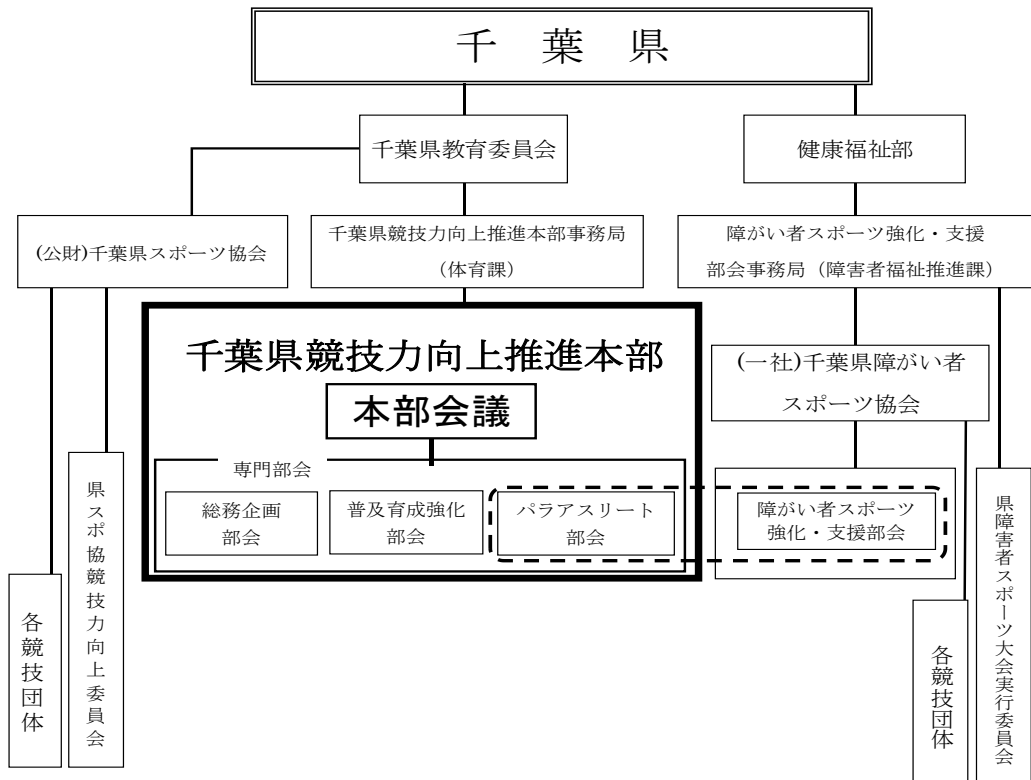 千葉県
千葉県教育委員会
健康福祉部
(公財)千葉県スポーツ協会
千葉県競技力向上推進本部事務局
（体育課）
障がい者スポーツ強化・支援
部会事務局（障害者福祉推進課）
千葉県競技力向上推進本部
本部会議
(一社)千葉県障がい者
スポーツ協会
専門部会
総務企画
部会
普及育成強化
部会
パラアスリート
部会
障がい者スポーツ
強化・支援部会
各競技団体
県スポ協競技力向上委員会
各競技団体
県障害者スポーツ大会実行委員会